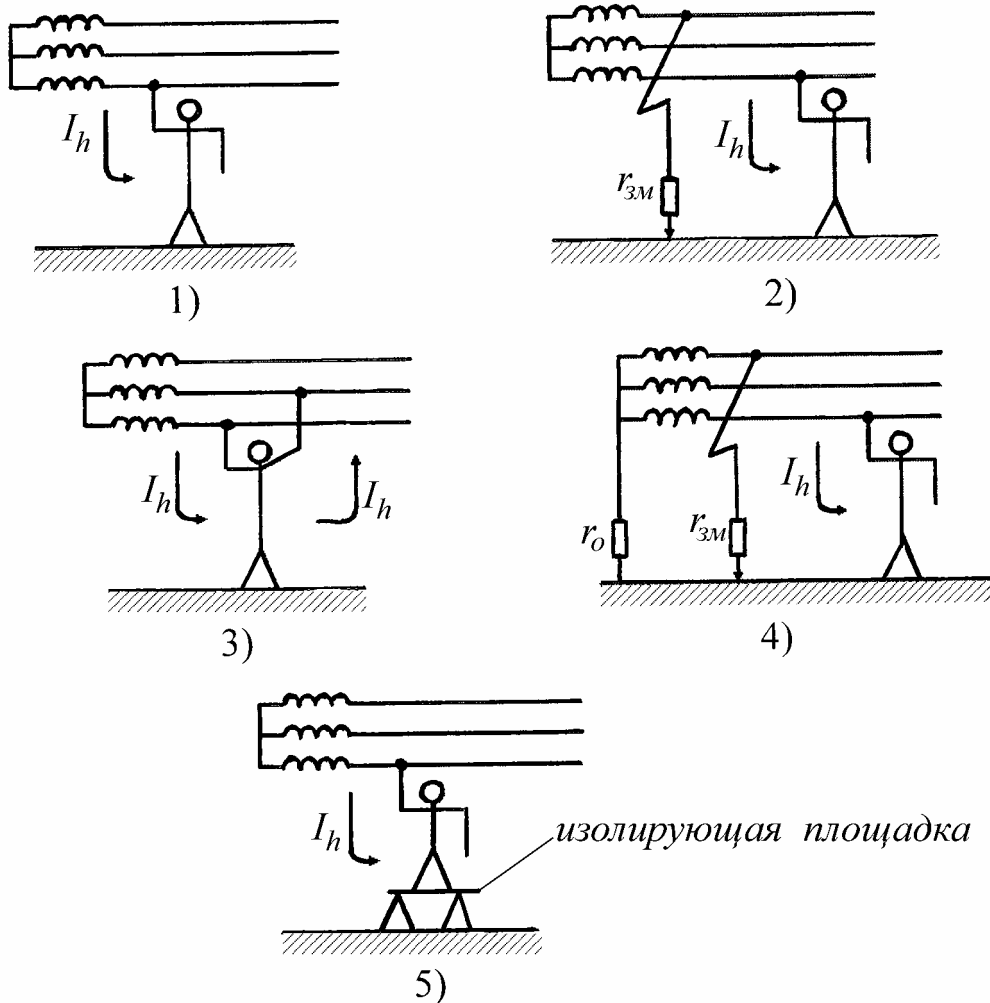 I_h
1)
r_зм
I_h
2)
I_h
I_h
3)
r_o
r_зм
I_h
4)
I_h
изолирующая площадка
5)